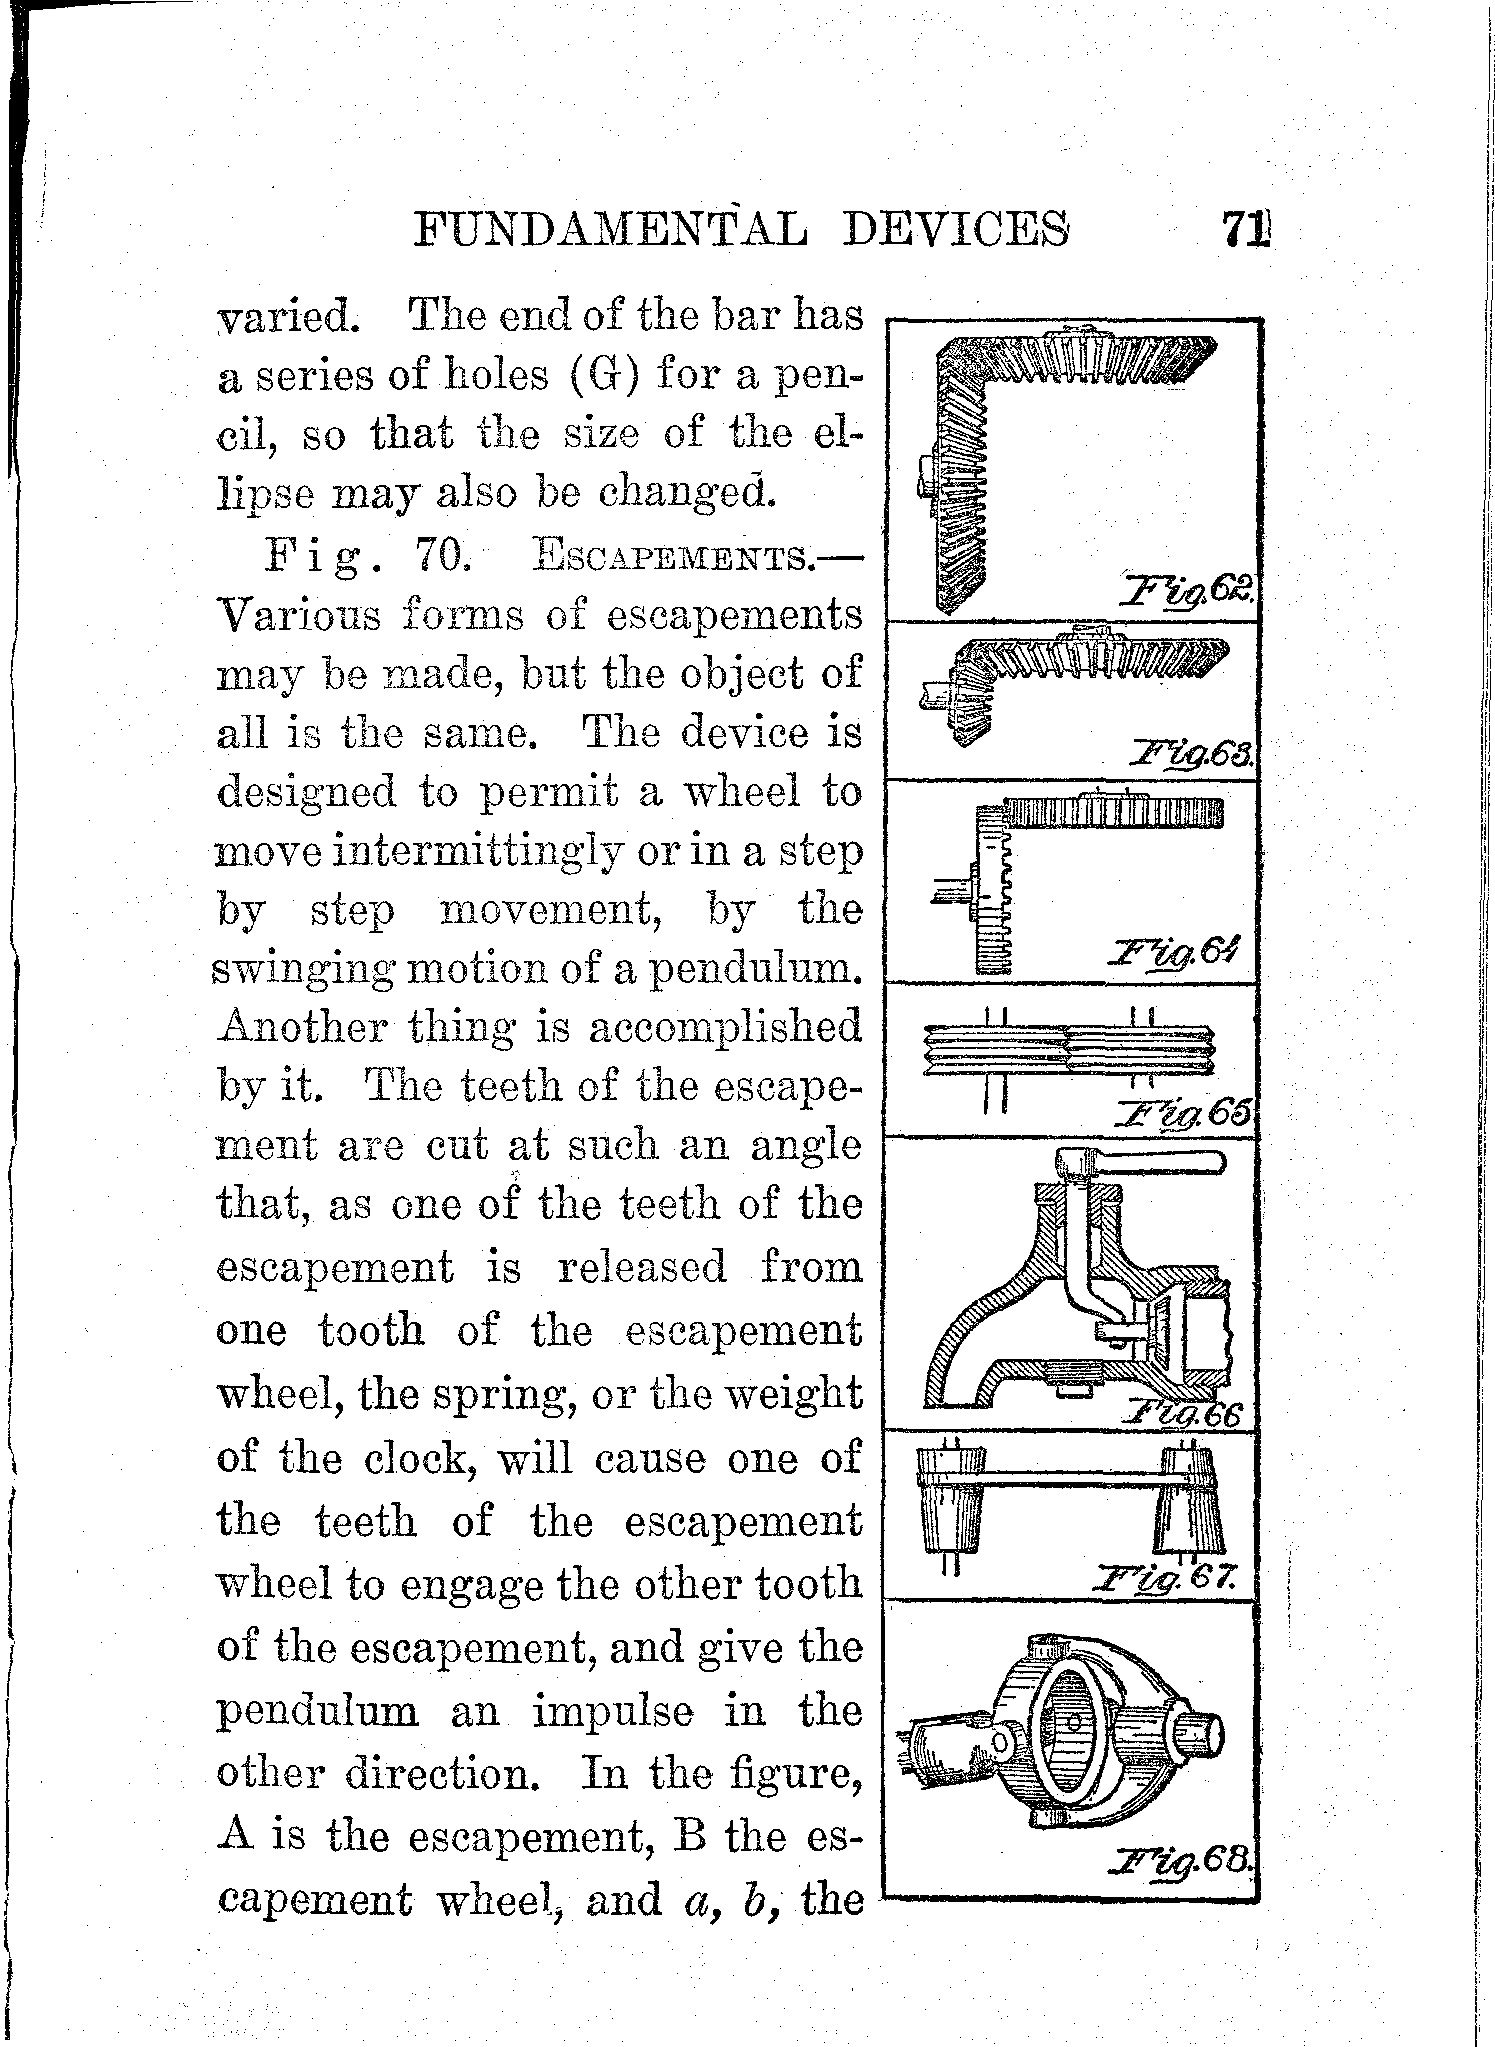 FUNDAMENTAL DEVICES 71
varied. The end of the bar has
a series of holes (G) for a pen-
cil, so that the size of the el-
lipse may also be changed.
Fig. 70. ESCAPEMENTS.—
Various forms of escapements
may be made, but the object of
all is the same. The device is
designed to permit a wheel to
move intermittingly or in a step
by step movement, by the
swinging motion of a pendulum.
Another thing is accomplished
by it. The teeth of the escape-
ment are cut at such an angle
that, as one of the teeth of the
escapement is released from
one tooth of the escapement
wheel, the spring, or the weight
of the clock, will cause one of
the teeth of the escapement
wheel to engage the other tooth
of the escapement, and give the
pendulum an impulse in the
other direction. In the figure,
A is the escapement, B the es-
capement wheel, and a, b, the
Fig. 62.
Fig. 63.
Fig. 64
Fig. 65
Fig. 66
Fig. 67.
Fig. 68.